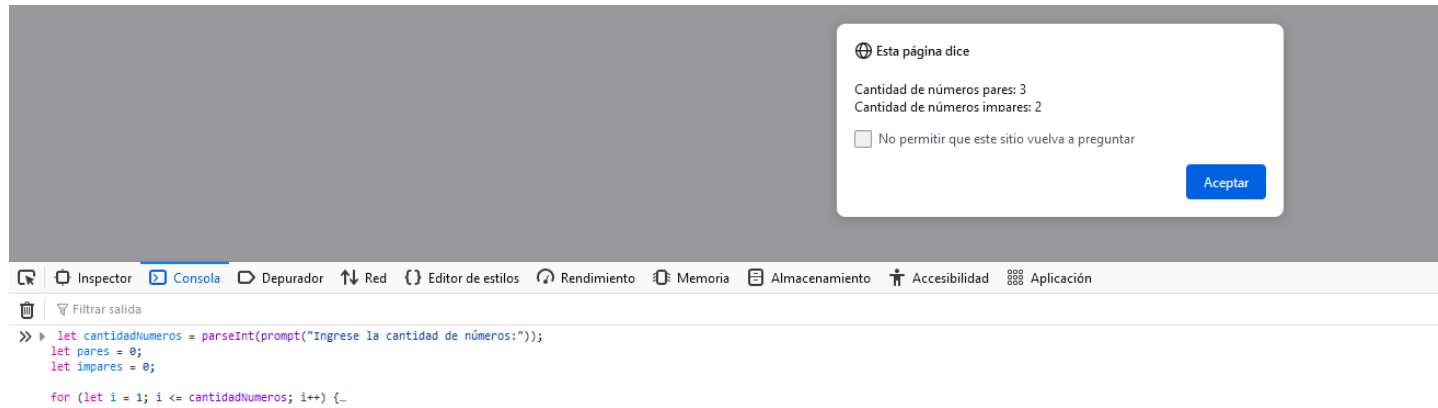 Esta página dice
Cantidad de números pares: 3
Cantidad de números impares: 2
No permitir que este sitio vuelva a preguntar
Aceptar
Inspector Consola Depurador Red Editor de estilos Rendimiento Memoria Almacenamiento Accesibilidad Aplicación
Filtrar salida
let cantidadNumeros = parseInt(prompt("Ingrese la cantidad de números:"));
let pares = 0;
let impares = 0;
for (let i = 1; i <= cantidadNumeros; i++) {…